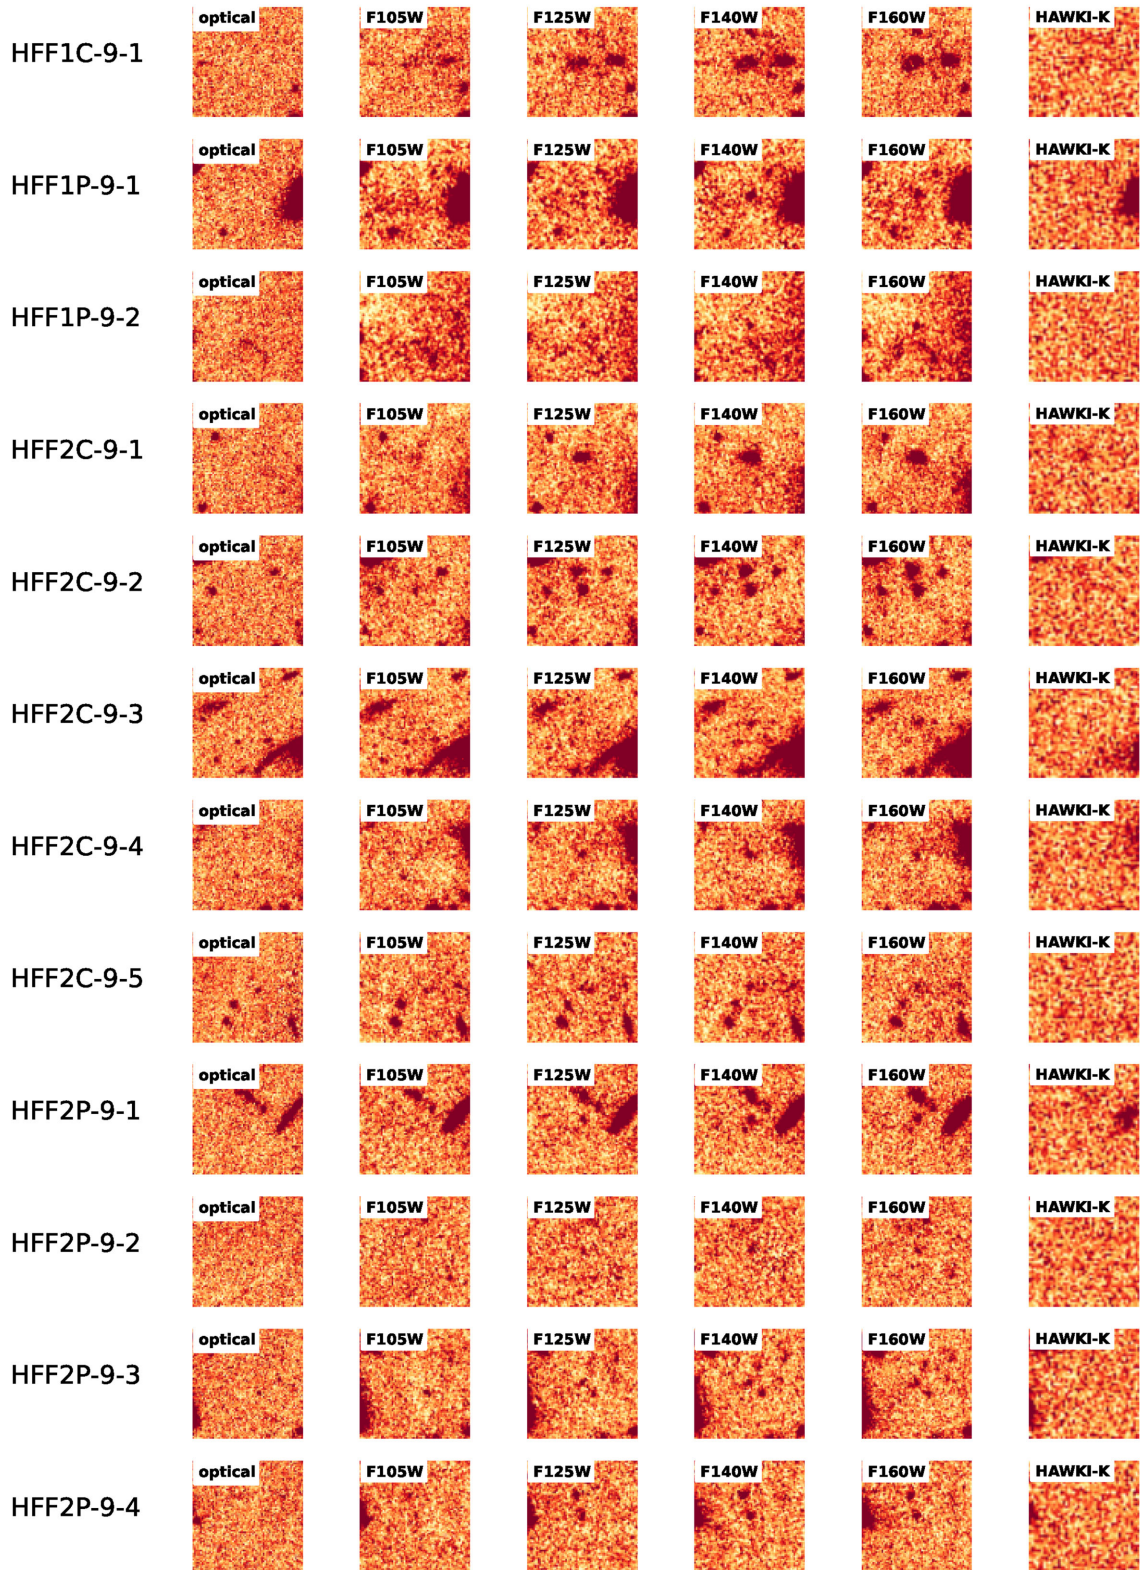 HFF1C-9-1 optical F105W F125W F140W F160W HAWKI-K
HFF1P-9-1 optical F105W F125W F140W F160W HAWKI-K
HFF1P-9-2 optical F105W F125W F140W F160W HAWKI-K
HFF2C-9-1 optical F105W F125W F140W F160W HAWKI-K
HFF2C-9-2 optical F105W F125W F140W F160W HAWKI-K
HFF2C-9-3 optical F105W F125W F140W F160W HAWKI-K
HFF2C-9-4 optical F105W F125W F140W F160W HAWKI-K
HFF2C-9-5 optical F105W F125W F140W F160W HAWKI-K
HFF2P-9-1 optical F105W F125W F140W F160W HAWKI-K
HFF2P-9-2 optical F105W F125W F140W F160W HAWKI-K
HFF2P-9-3 optical F105W F125W F140W F160W HAWKI-K
HFF2P-9-4 optical F105W F125W F140W F160W HAWKI-K